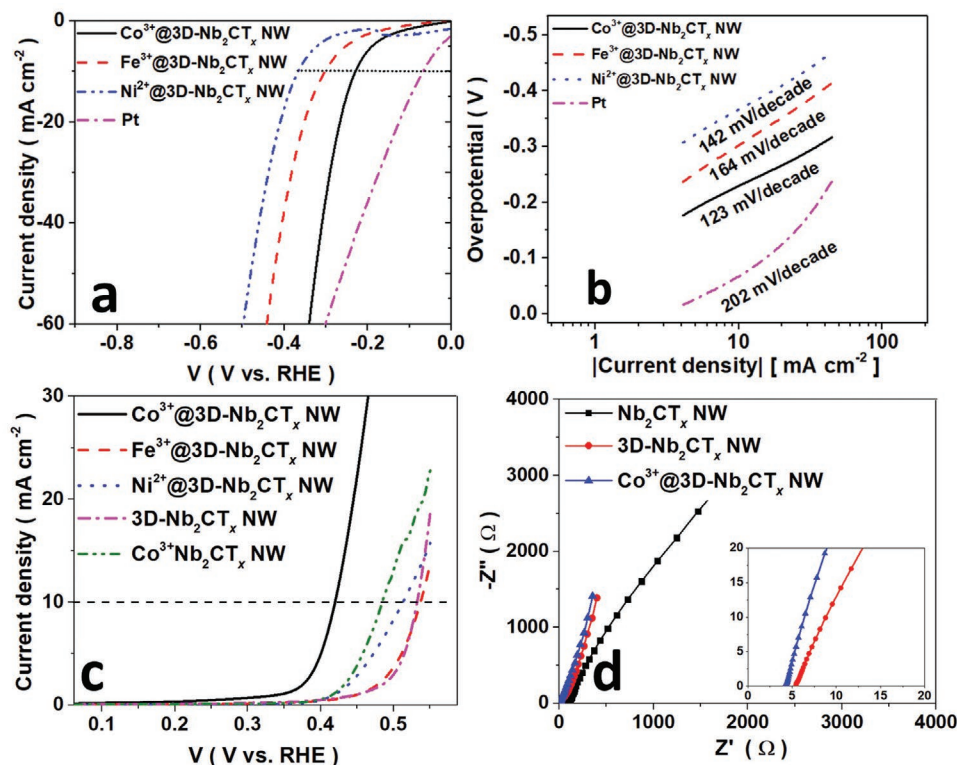 0
-20
-40
-60
Current density ( mA cm⁻² )
Co³⁺@3D-Nb₂CTₓ NW
Fe³⁺@3D-Nb₂CTₓ NW
Ni²⁺@3D-Nb₂CTₓ NW
Pt
a
-0.8 -0.6 -0.4 -0.2 0.0
V ( V vs. RHE )
-0.5
-0.4
-0.3
-0.2
-0.1
0.0
Overpotential ( V )
Co³⁺@3D-Nb₂CTₓ NW
Fe³⁺@3D-Nb₂CTₓ NW
Ni²⁺@3D-Nb₂CTₓ NW
Pt
142 mV/decade
164 mV/decade
123 mV/decade
202 mV/decade
b
1 10 100
|Current density| [ mA cm⁻² ]
30
20
10
0
Current density ( mA cm⁻² )
Co³⁺@3D-Nb₂CTₓ NW
Fe³⁺@3D-Nb₂CTₓ NW
Ni²⁺@3D-Nb₂CTₓ NW
3D-Nb₂CTₓ NW
Co³⁺Nb₂CTₓ NW
c
0.1 0.2 0.3 0.4 0.5
V ( V vs. RHE )
4000
3000
2000
1000
0
-Z'' ( Ω )
Nb₂CTₓ NW
3D-Nb₂CTₓ NW
Co³⁺@3D-Nb₂CTₓ NW
20
15
10
5
0
0 5 10 15 20
d
0 1000 2000 3000 4000
Z' ( Ω )